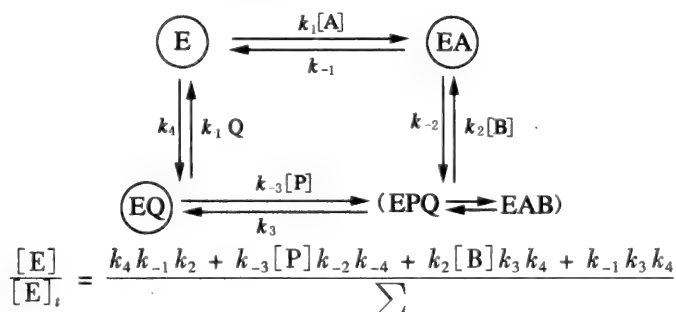 k₁[A]
E EA
k₋₁
k₄ k₁ Q k₋₂ k₂[B]
k₋₃[P]
EQ (EPQ ⇌ EAB)
k₃
[E]/[E]ₜ = (k₄k₋₁k₂ + k₋₃[P]k₋₂k₋₄ + k₂[B]k₃k₄ + k₋₁k₃k₄)/∑